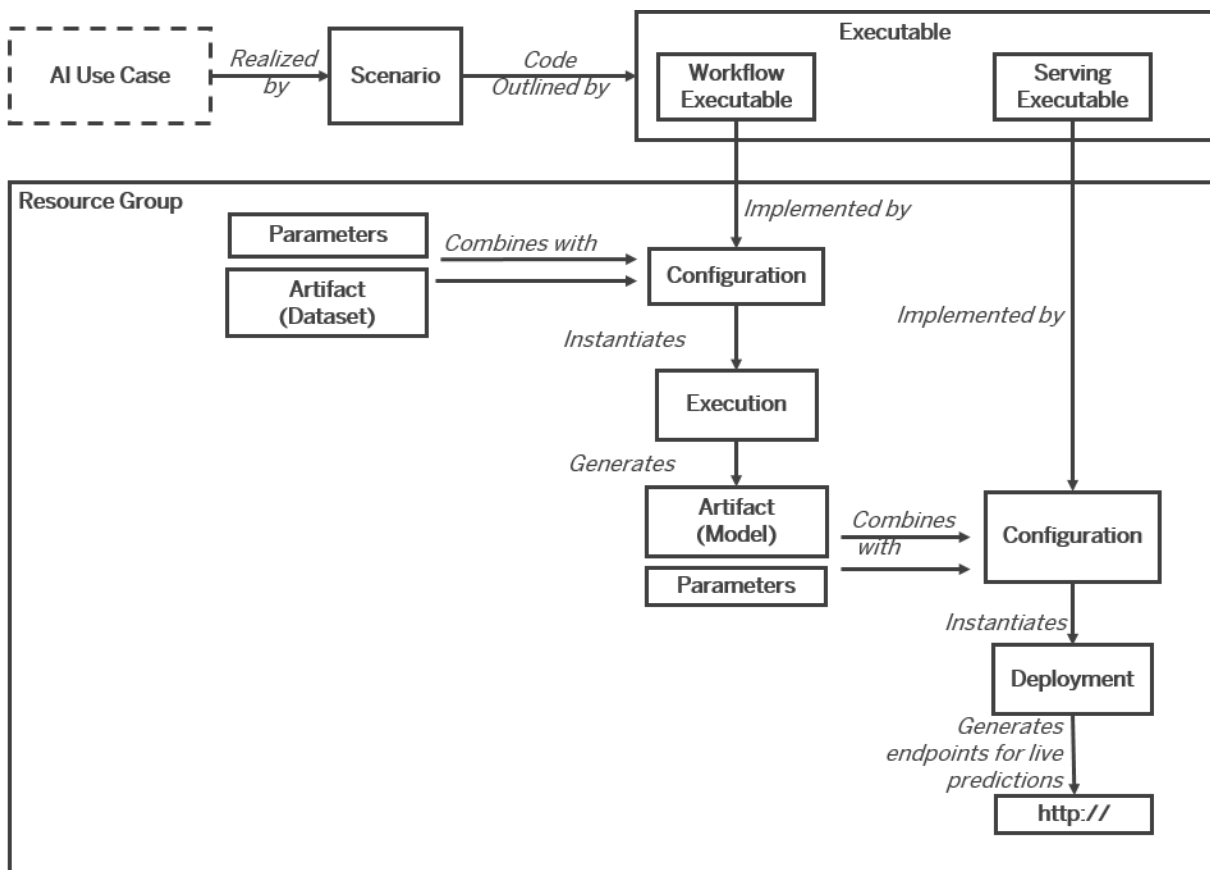 Executable
AI Use Case
Realized
by
Scenario
Code
Outlined by
Workflow
Executable
Serving
Executable
Resource Group
Implemented by
Parameters
Combines with
Artifact
(Dataset)
Configuration
Implemented by
Instantiates
Execution
Generates
Artifact
(Model)
Combines
with
Configuration
Parameters
Instantiates
Deployment
Generates
endpoints for live
predictions
http://